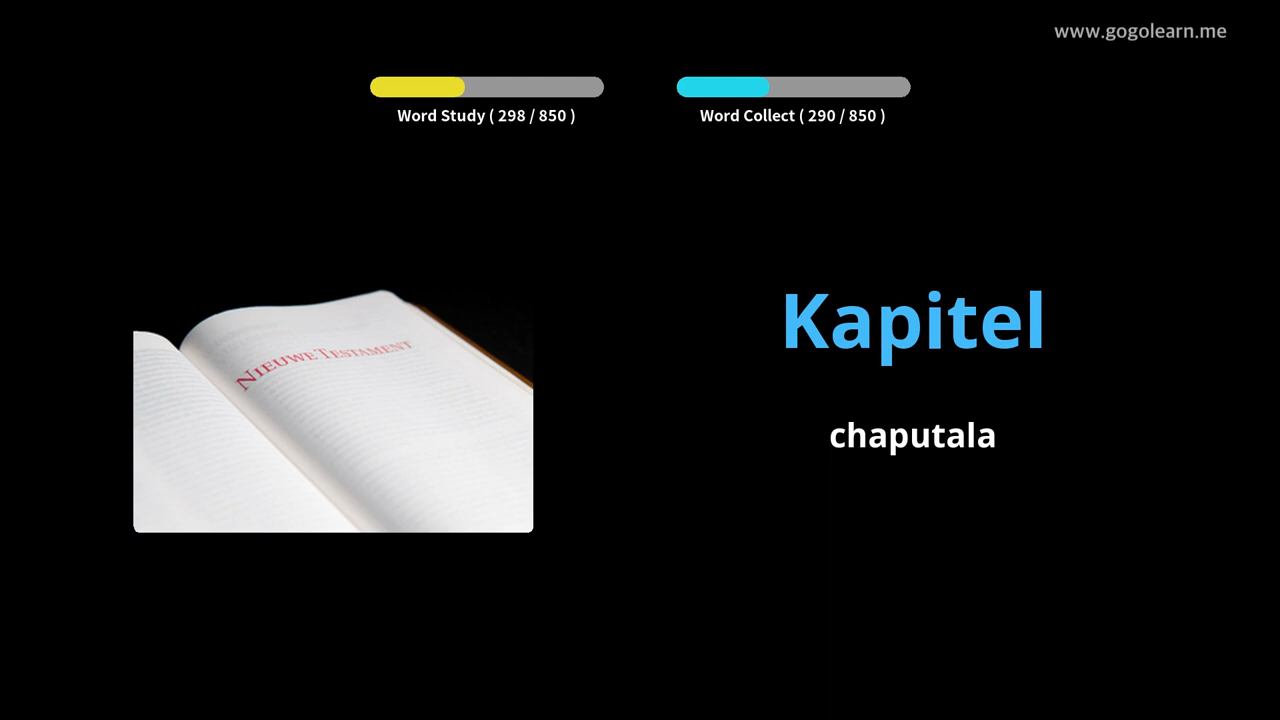 www.gogolearn.me
Word Study ( 298 / 850 )
Word Collect ( 290 / 850 )
NIEUWE TESTAMENT
Kapitel
chaputala